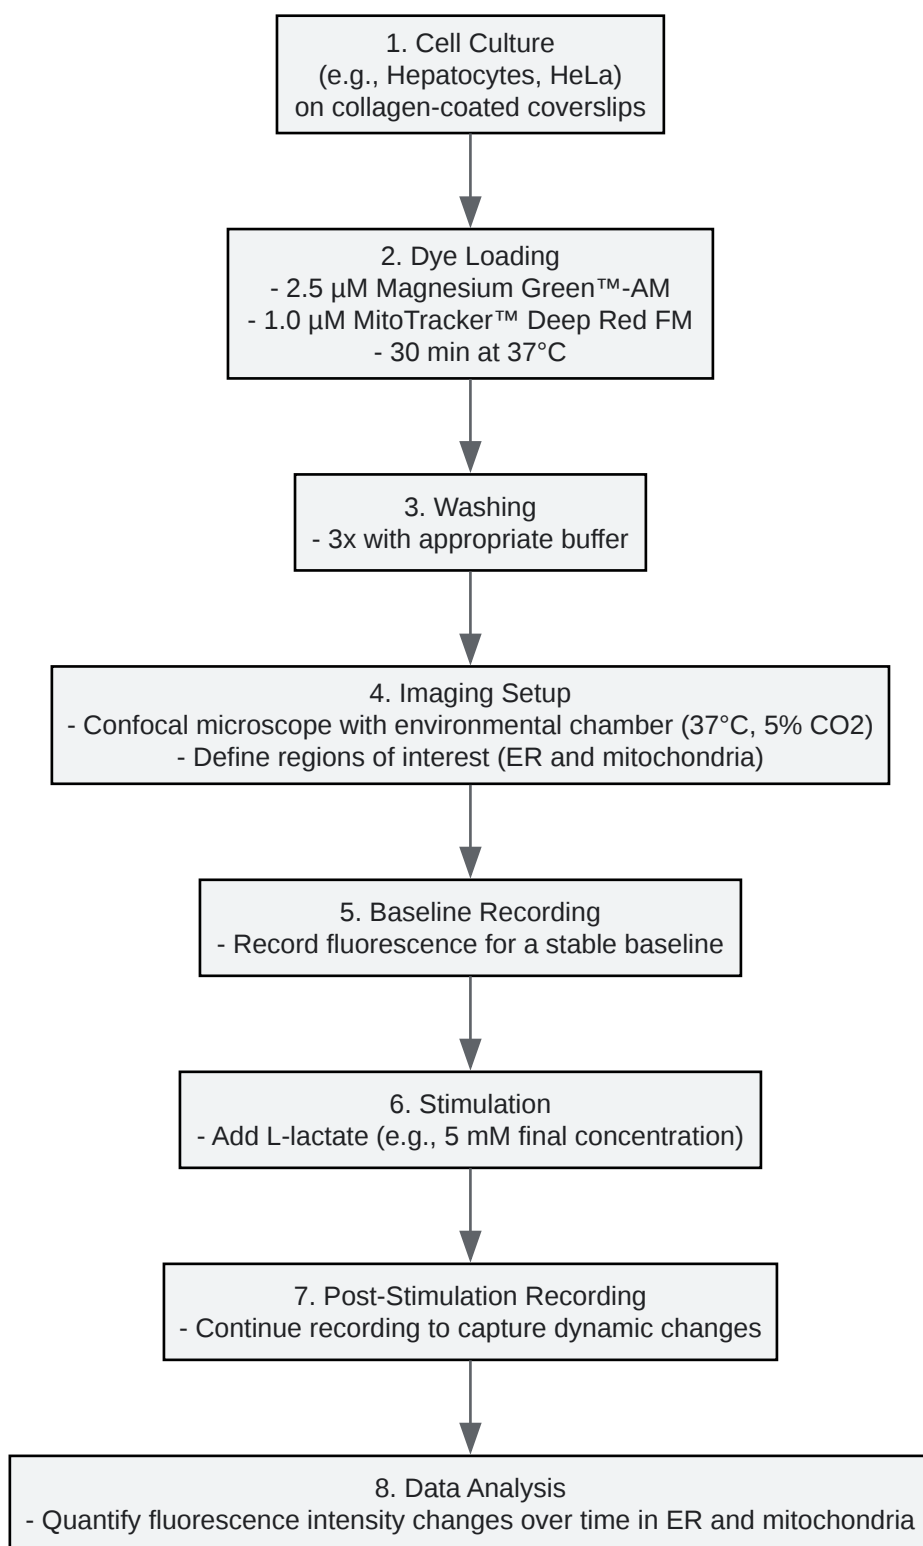 1. Cell Culture
(e.g., Hepatocytes, HeLa)
on collagen-coated coverslips
2. Dye Loading
- 2.5 µM Magnesium Green™-AM
- 1.0 µM MitoTracker™ Deep Red FM
- 30 min at 37°C
3. Washing
- 3x with appropriate buffer
4. Imaging Setup
- Confocal microscope with environmental chamber (37°C, 5% CO2)
- Define regions of interest (ER and mitochondria)
5. Baseline Recording
- Record fluorescence for a stable baseline
6. Stimulation
- Add L-lactate (e.g., 5 mM final concentration)
7. Post-Stimulation Recording
- Continue recording to capture dynamic changes
8. Data Analysis
- Quantify fluorescence intensity changes over time in ER and mitochondria